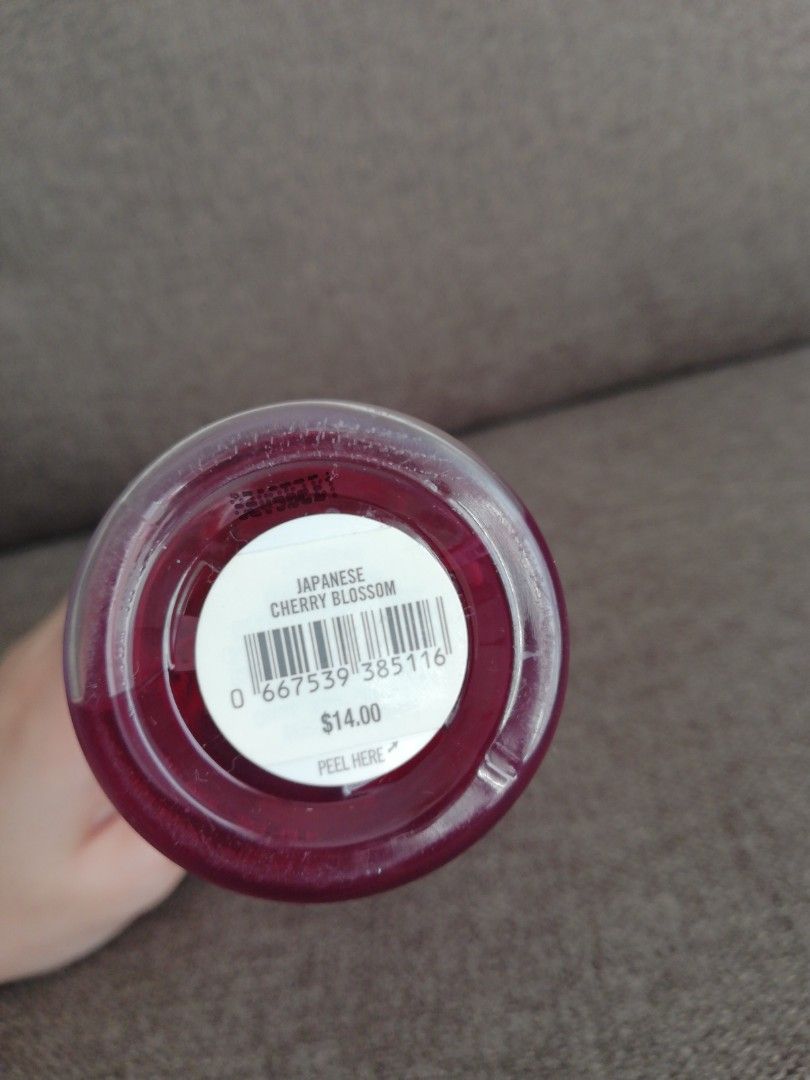 JAPANESE
CHERRY BLOSSOM
0 667539 385116
$14.00
PEEL HERE